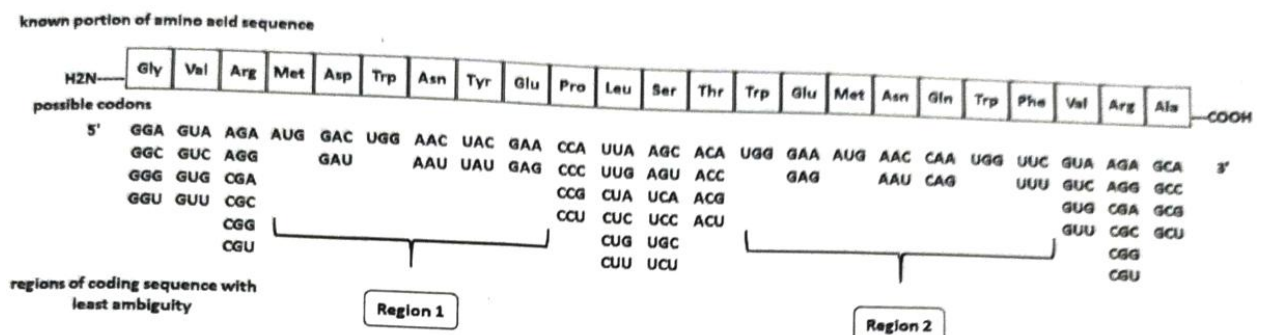 known portion of amino acid sequence
H2N Gly Val Arg Met Asp Trp Asn Tyr Glu Pro Leu Ser Thr Trp Glu Met Asn Gln Trp Phe Val Arg Ala COOH
possible codons
5' GGA GUA AGA AUG GAC UGG AAC UAC GAA CCA UUA AGC ACA UGG GAA AUG AAC CAA UGG UUC GUA AGA GCA 3'
GGC GUC AGG GAU AAU UAU GAG CCC UUG AGU ACC GAG AAU CAG UUU GUC AGG GCC
GGG GUG CGA CCG CUA UCA ACG GUG CGA GCG
GGU GUU CGC CCU CUC UCC ACU GUU CGC GCU
CGG CUG UGC CGG
CGU CUU UCU CGU
regions of coding sequence with
least ambiguity
Region 1
Region 2